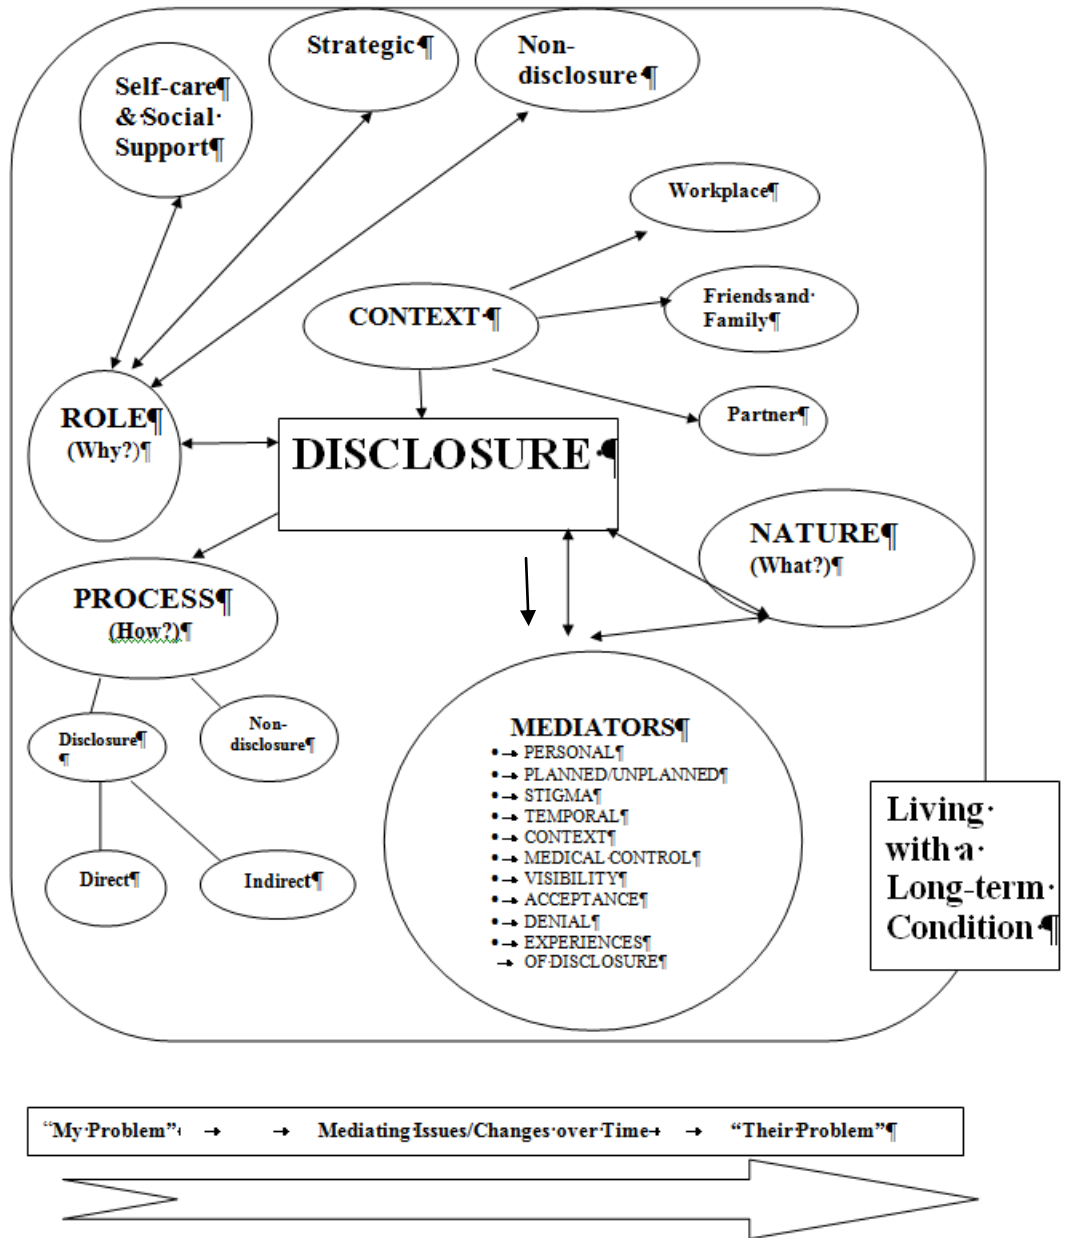 Strategic¶
Non-
disclosure¶
Self-care¶
&·Social·
Support¶
Workplace¶
Friends·and·
Family¶
CONTEXT·¶
Partner¶
ROLE¶
(Why?)¶
DISCLOSURE·¶
NATURE¶
(What?)¶
PROCESS¶
(How?)¶
Non-
disclosure¶
Disclosure¶
¶
Direct¶
Indirect¶
MEDIATORS¶
•→PERSONAL¶
•→PLANNED/UNPLANNED¶
•→STIGMA¶
•→TEMPORAL¶
•→CONTEXT¶
•→MEDICAL·CONTROL¶
•→VISIBILITY¶
•→ACCEPTANCE¶
•→DENIAL¶
•→EXPERIENCES¶
→OF·DISCLOSURE¶
Living·
with·a·
Long-term·
Condition·¶
“My·Problem” → → Mediating·Issues/Changes·over·Time→ → “Their·Problem”¶